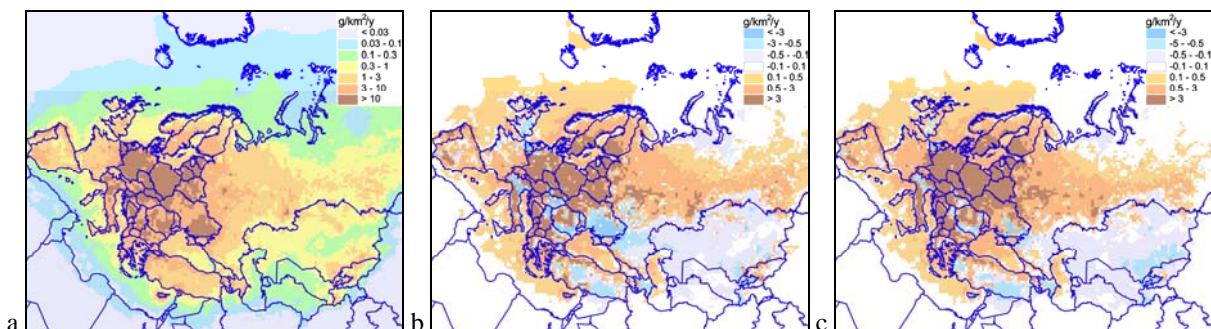 g/km²/y
< 0.03
0.03 - 0.1
0.1 - 0.3
0.3 - 1
1 - 3
3 - 10
> 10
a
g/km²/y
< -3
-3 - -0.5
-0.5 - -0.1
-0.1 - 0.1
0.1 - 0.5
0.5 - 3
> 3
b
g/km²/y
< -3
-5 - -0.5
-0.5 - -0.1
-0.1 - 0.1
0.1 - 0.5
0.5 - 3
> 3
c